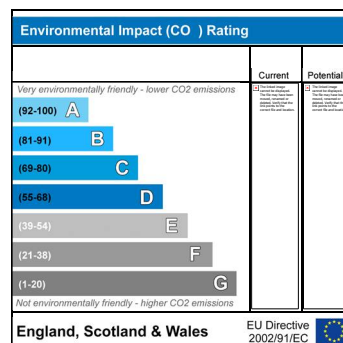 Environmental Impact (CO ) Rating
Current Potential
Very environmentally friendly - lower CO2 emissions
(92-100) A
(81-91) B
(69-80) C
(55-68) D
(39-54) E
(21-38) F
(1-20) G
Not environmentally friendly - higher CO2 emissions
England, Scotland & Wales
EU Directive
2002/91/EC